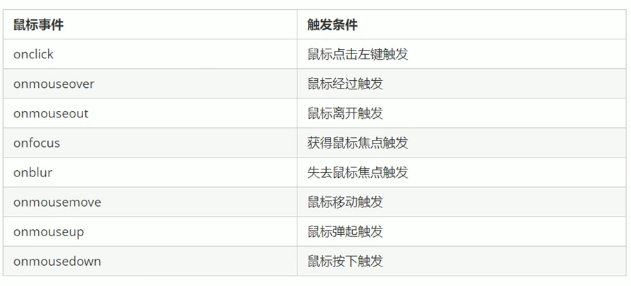 鼠标事件 触发条件
onclick 鼠标点击左键触发
onmouseover 鼠标经过触发
onmouseout 鼠标离开触发
onfocus 获得鼠标焦点触发
onblur 失去鼠标焦点触发
onmousemove 鼠标移动触发
onmouseup 鼠标弹起触发
onmousedown 鼠标按下触发